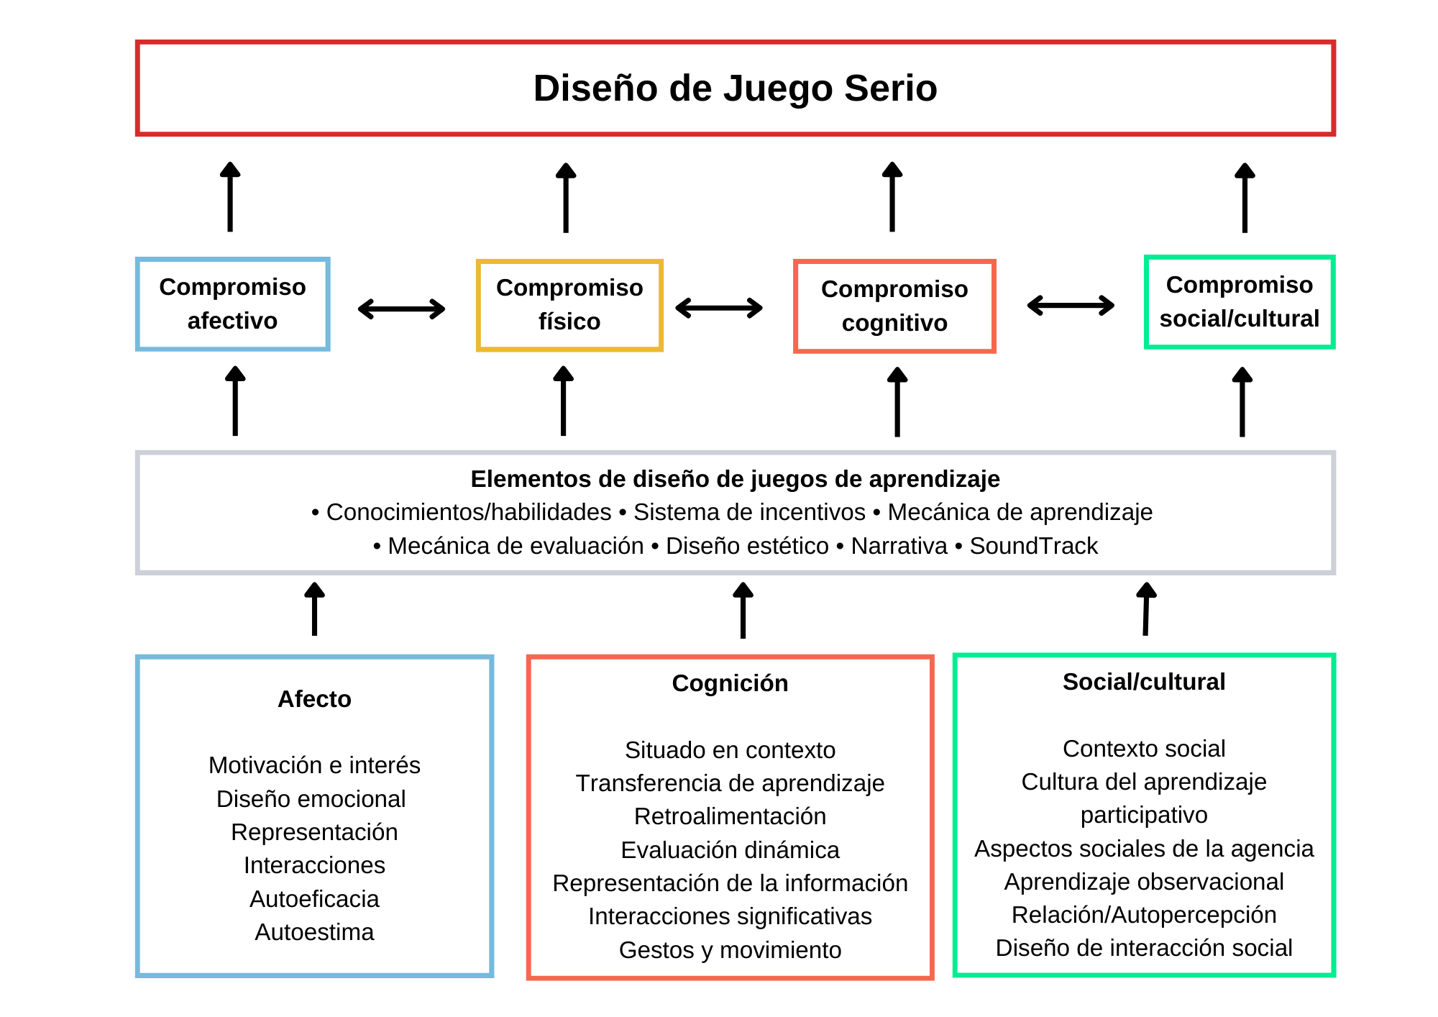 Diseño de Juego Serio
Compromiso
afectivo
Compromiso
físico
Compromiso
cognitivo
Compromiso
social/cultural
Elementos de diseño de juegos de aprendizaje
• Conocimientos/habilidades • Sistema de incentivos • Mecánica de aprendizaje
• Mecánica de evaluación • Diseño estético • Narrativa • SoundTrack
Afecto
Motivación e interés
Diseño emocional
Representación
Interacciones
Autoeficacia
Autoestima
Cognición
Situado en contexto
Transferencia de aprendizaje
Retroalimentación
Evaluación dinámica
Representación de la información
Interacciones significativas
Gestos y movimiento
Social/cultural
Contexto social
Cultura del aprendizaje
participativo
Aspectos sociales de la agencia
Aprendizaje observacional
Relación/Autopercepción
Diseño de interacción social